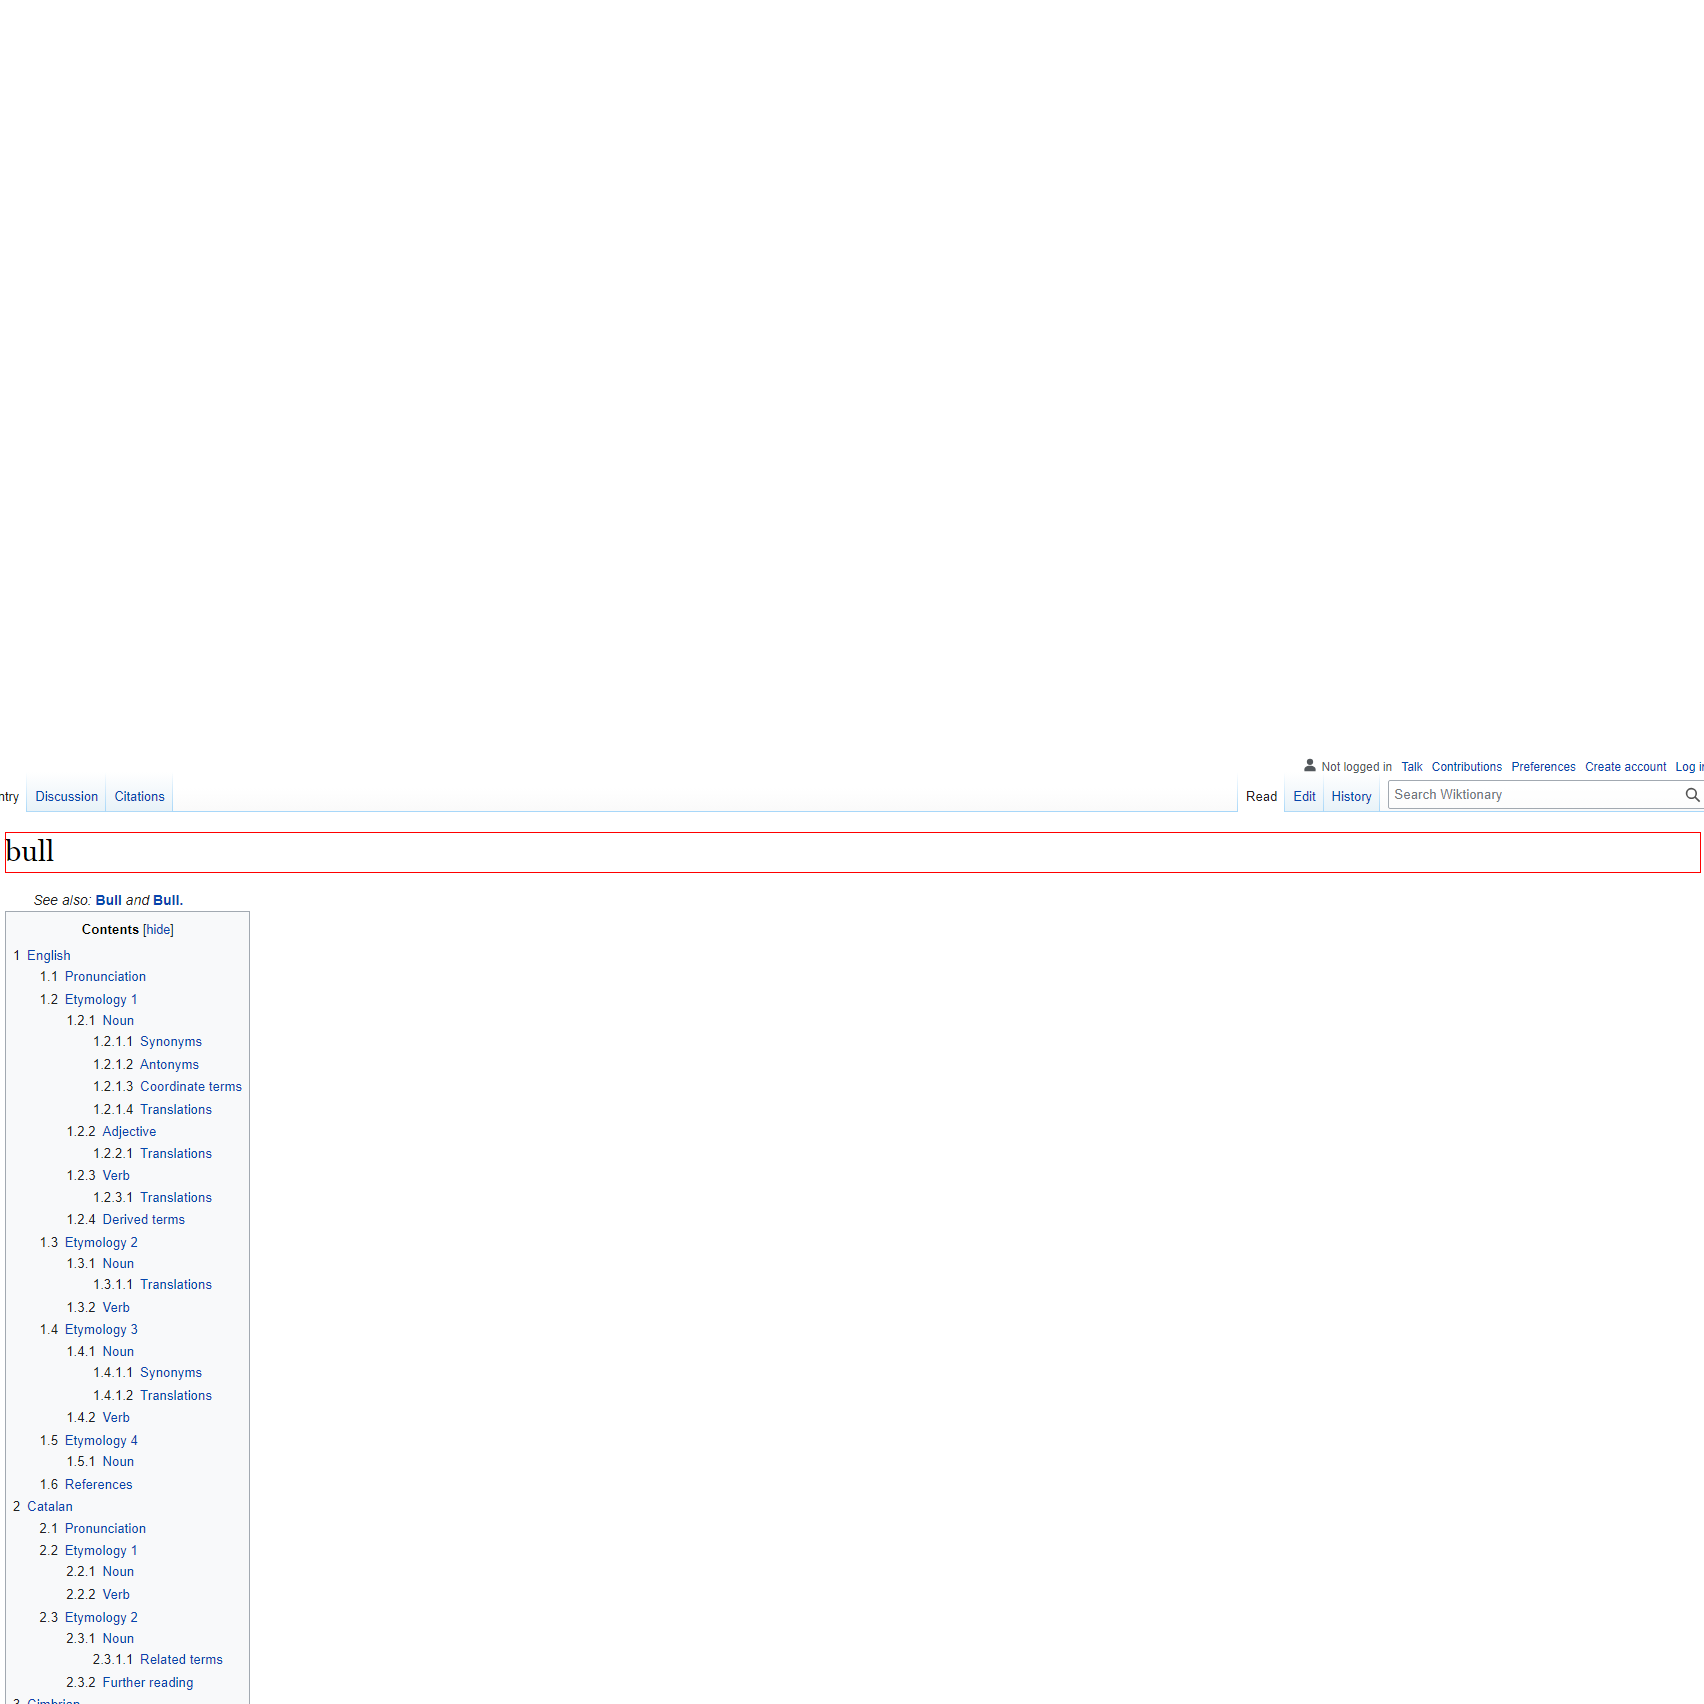 Not logged in Talk Contributions Preferences Create account Log in
ntry Discussion Citations Read Edit History Search Wiktionary
bull
See also: Bull and Bull.
Contents [hide]
1 English
1.1 Pronunciation
1.2 Etymology 1
1.2.1 Noun
1.2.1.1 Synonyms
1.2.1.2 Antonyms
1.2.1.3 Coordinate terms
1.2.1.4 Translations
1.2.2 Adjective
1.2.2.1 Translations
1.2.3 Verb
1.2.3.1 Translations
1.2.4 Derived terms
1.3 Etymology 2
1.3.1 Noun
1.3.1.1 Translations
1.3.2 Verb
1.4 Etymology 3
1.4.1 Noun
1.4.1.1 Synonyms
1.4.1.2 Translations
1.4.2 Verb
1.5 Etymology 4
1.5.1 Noun
1.6 References
2 Catalan
2.1 Pronunciation
2.2 Etymology 1
2.2.1 Noun
2.2.2 Verb
2.3 Etymology 2
2.3.1 Noun
2.3.1.1 Related terms
2.3.2 Further reading
3 Cimbrian